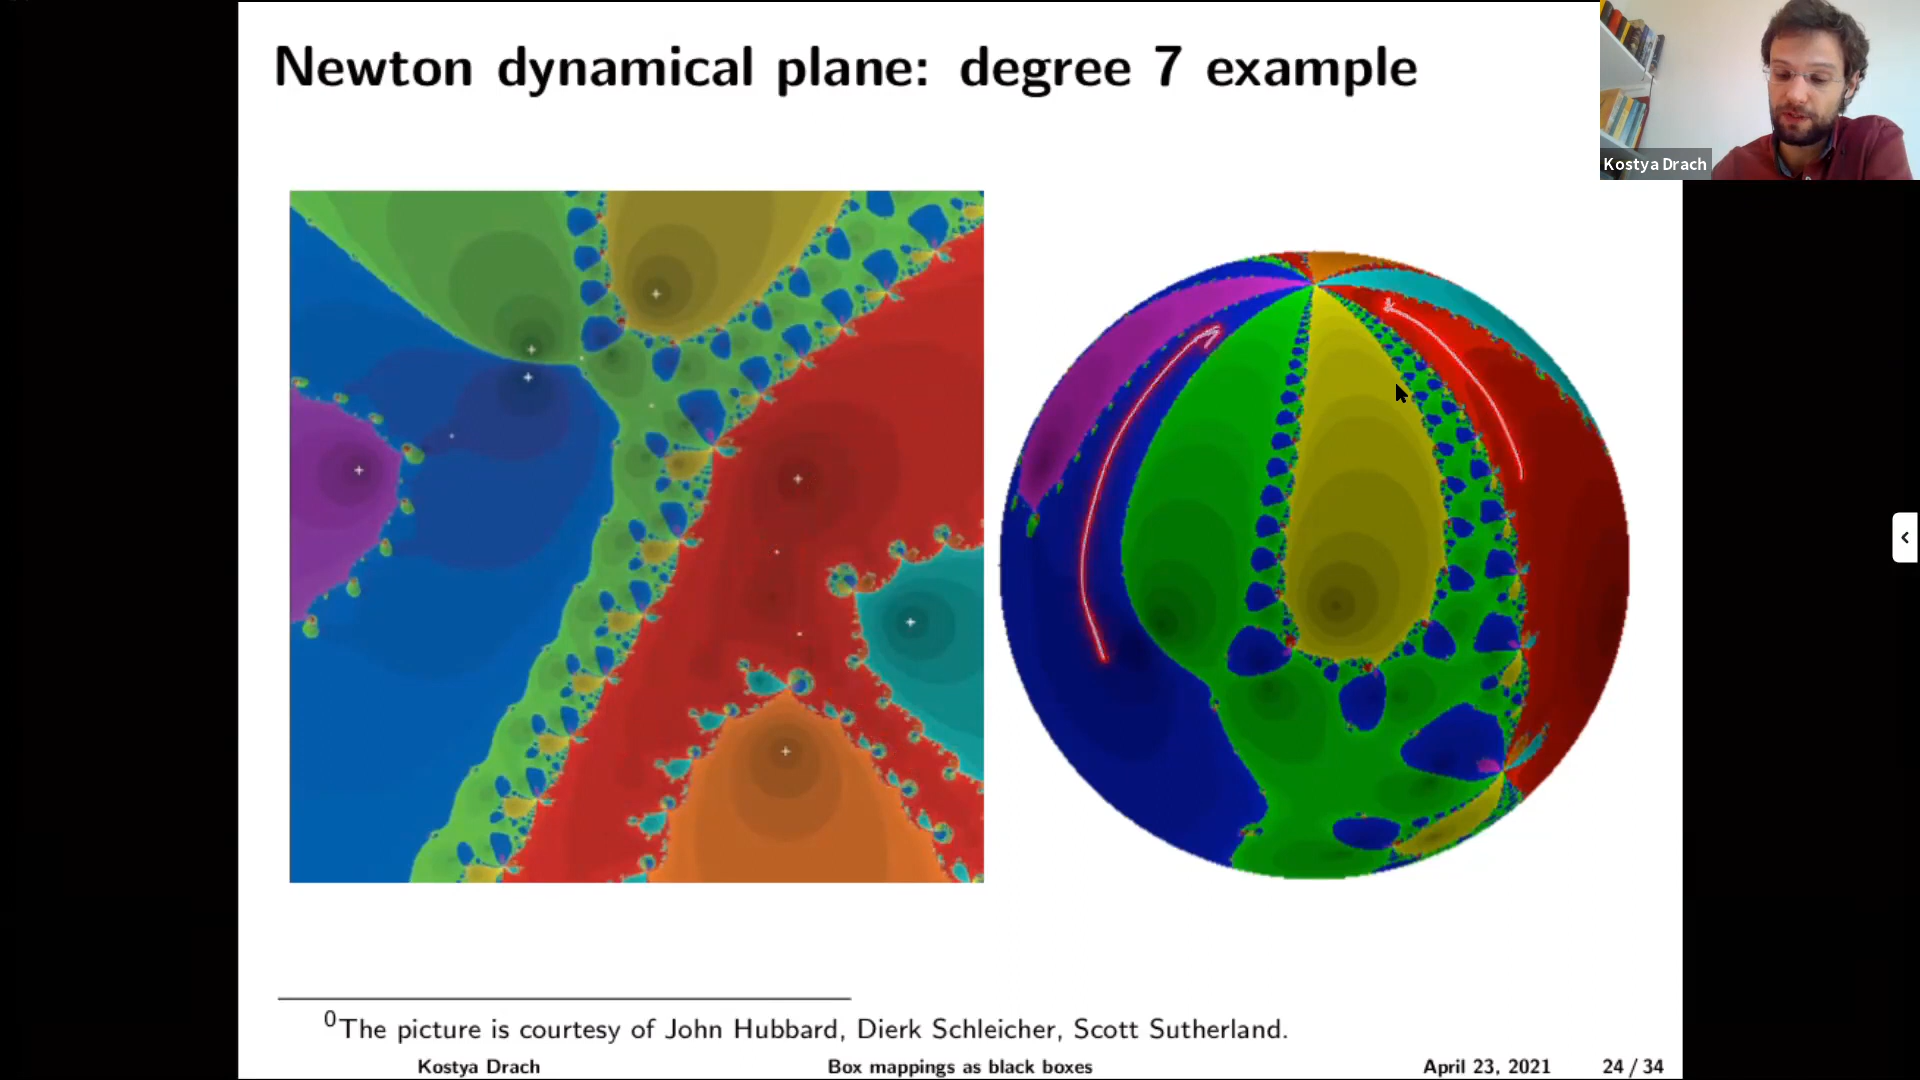 Newton dynamical plane: degree 7 example
Kostya Drach
0The picture is courtesy of John Hubbard, Dierk Schleicher, Scott Sutherland.
Kostya Drach Box mappings as black boxes April 23, 2021 24 / 34